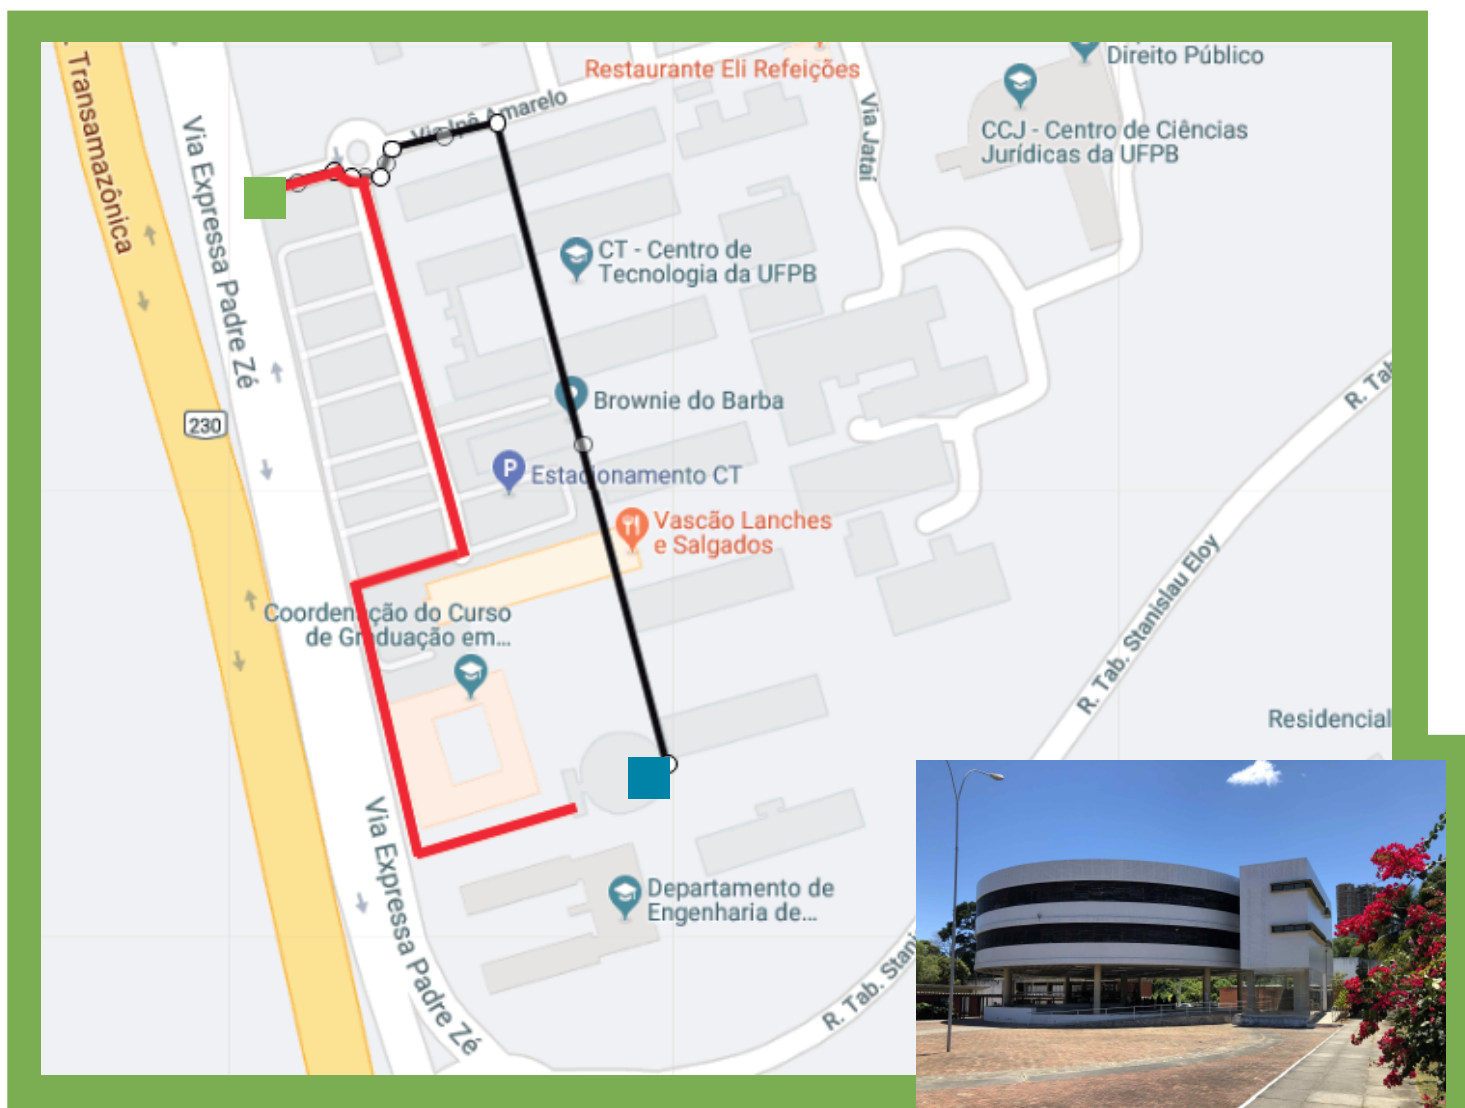 Transamazônica
Via Expressa Padre Zé
Restaurante Eli Refeições
Via Ipê Amarelo
Via Jataí
Direito Público
CCJ - Centro de Ciências
Jurídicas da UFPB
CT - Centro de
Tecnologia da UFPB
Brownie do Barba
230
P
Estacionamento CT
Vascão Lanches
e Salgados
R. Tab
R. Tab. Stanislau Eloy
Coordenação do Curso
de Graduação em...
Residencial
Via Expressa Padre Zé
Departamento de
Engenharia de...
R. Tab. Stani